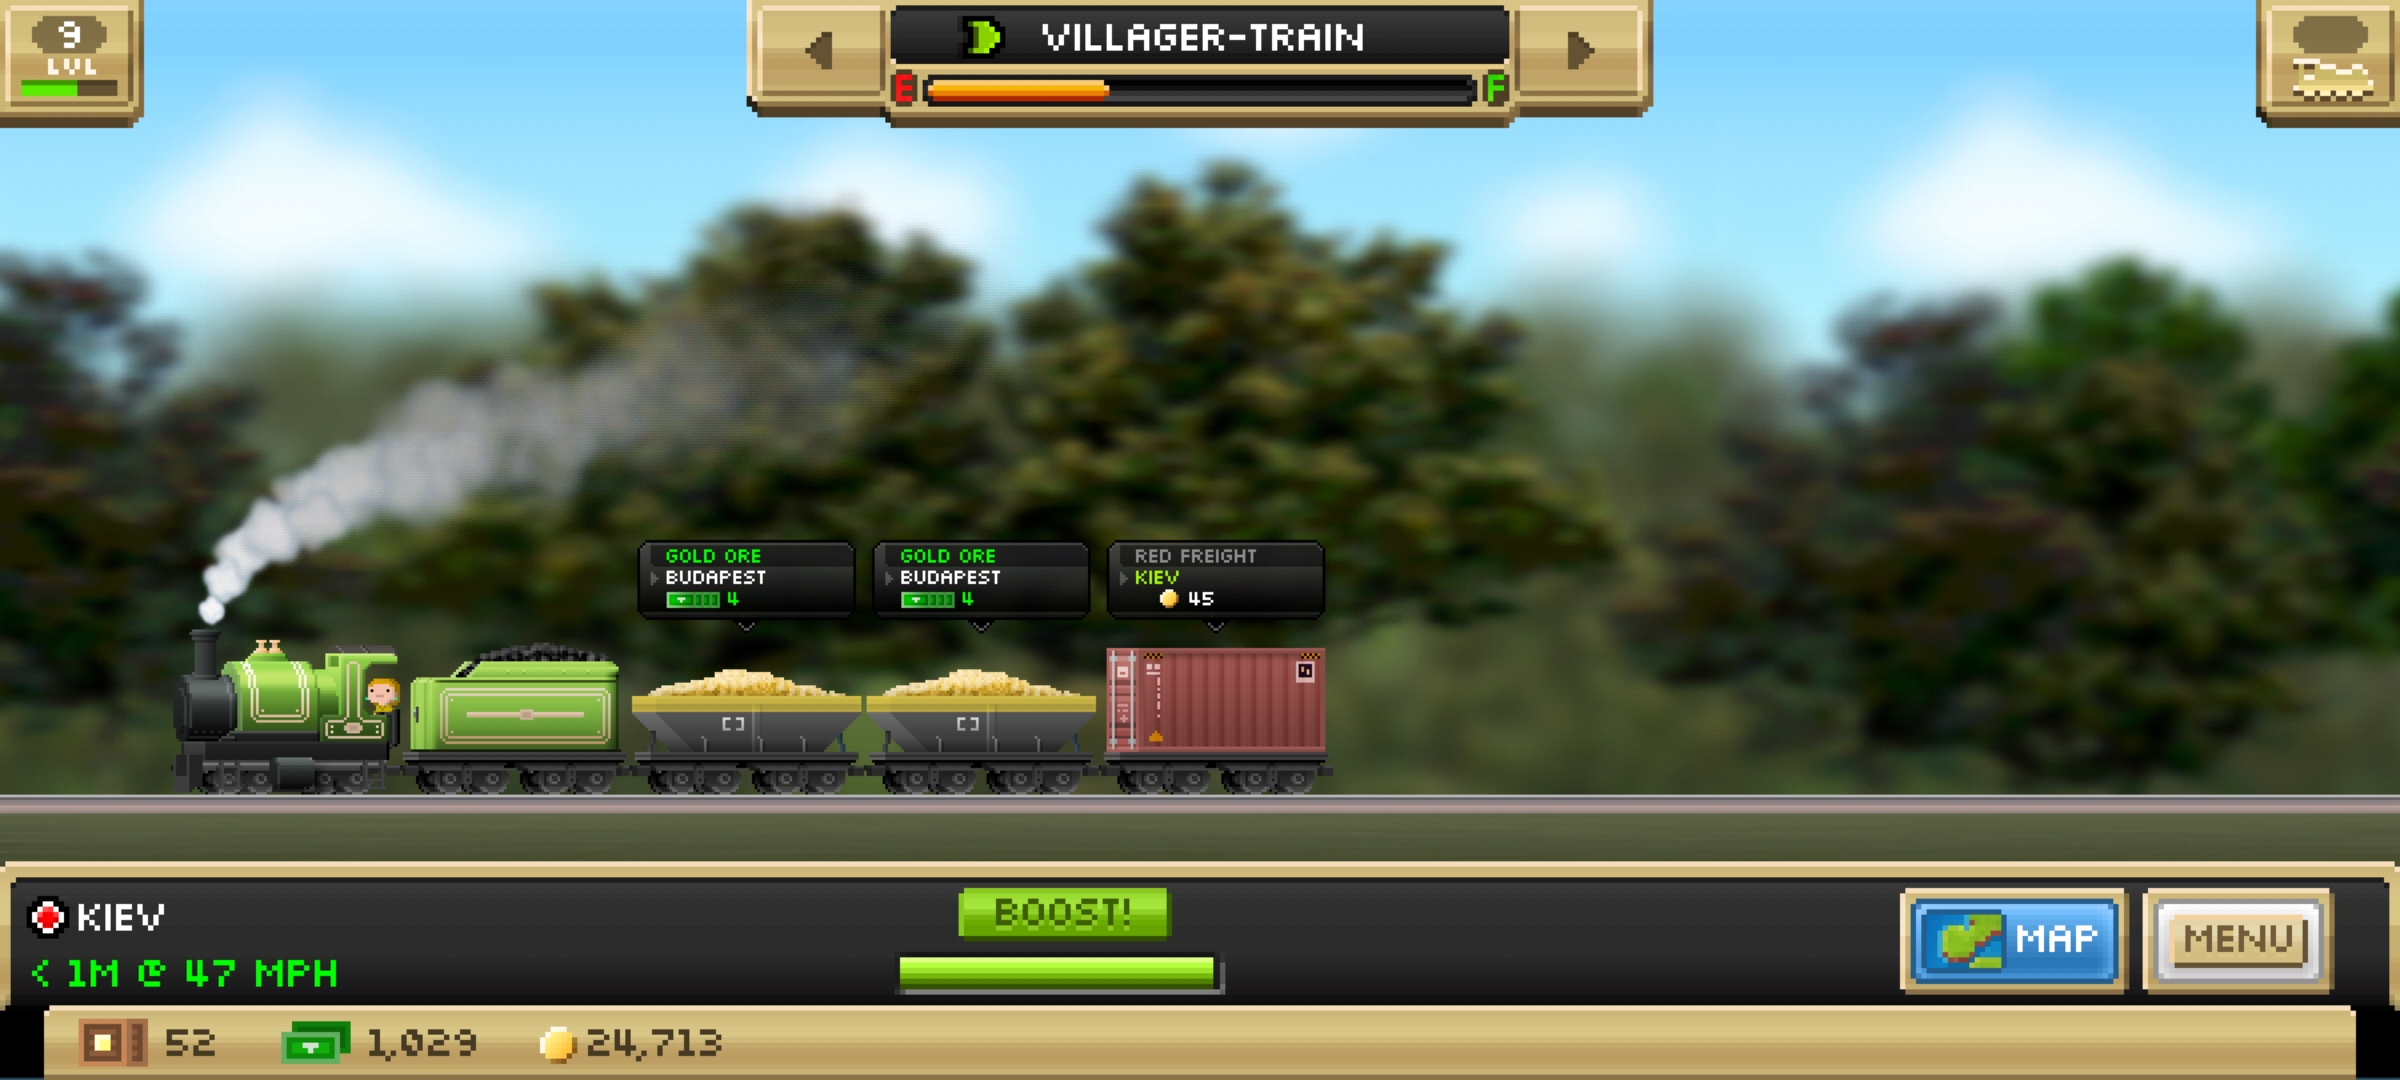 9
LVL
VILLAGER-TRAIN
E F
GOLD ORE
BUDAPEST
4
GOLD ORE
BUDAPEST
4
RED FREIGHT
KIEV
45
KIEV
< 1M @ 47 MPH
BOOST!
MAP
MENU
52 1,029 24,713